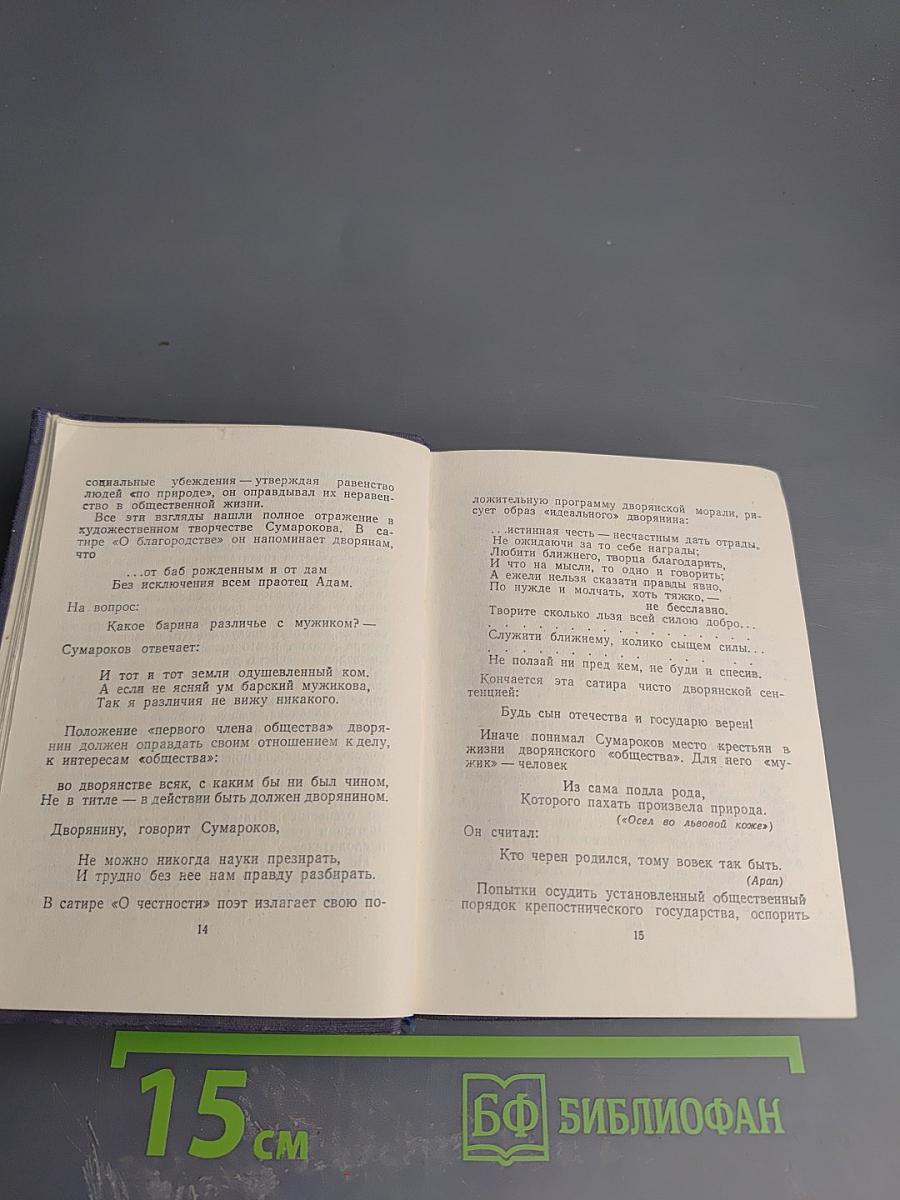 социальные убеждения — утверждая равенство
людей «по природе», он оправдывал их неравен-
ство в общественной жизни.
Все эти взгляды нашли полное отражение в
художественном творчестве Сумарокова. В са-
тире «О благородстве» он напоминает дворянам,
что
...от баб рожденным и от дам
Без исключения всем праотец Адам.
На вопрос:
Какое барина различье с мужиком? —
Сумароков отвечает:
И тот и тот земли одушевленный ком.
А если не ясняй ум барский мужикова,
Так я различия не вижу никакого.
Положение «первого члена общества» дворя-
нин должен оправдать своим отношением к делу,
к интересам «общества»:
во дворянстве всяк, с каким бы ни был чином,
Не в титле — в действии быть должен дворянином.
Дворянину, говорит Сумароков,
Не можно никогда науки презирать,
И трудно без нее нам правду разбирать.
В сатире «О честности» поэт излагает свою по-
14
ложительную программу дворянской морали, ри-
сует образ «идеального» дворянина:
...истинная честь — несчастным дать отрады,
Не ожидаючи за то себе награды;
Любити ближнего, творца благодарить,
И что на мысли, то одно и говорить;
А ежели нельзя сказати правды явно,
По нужде и молчать, хоть тяжко, —
не бесславно.
Творите сколько льзя всей силою добро...
. . . . . . . . . . . . . . . .
Служити ближнему, колико сыщем силы...
. . . . . . . . . . . . . . . .
Не ползай ни пред кем, не буди и спесив.
Кончается эта сатира чисто дворянской сен-
тенцией:
Будь сын отечества и государю верен!
Иначе понимал Сумароков место крестьян в
жизни дворянского «общества». Для него «му-
жик» — человек
Из сама подла рода,
Которого пахать произвела природа.
(«Осел во львовой коже»)
Он считал:
Кто черен родился, тому вовек так быть.
(Арап)
Попытки осудить установленный общественный
порядок крепостнического государства, оспорить
15
15 см
БФ БИБЛИОФАН